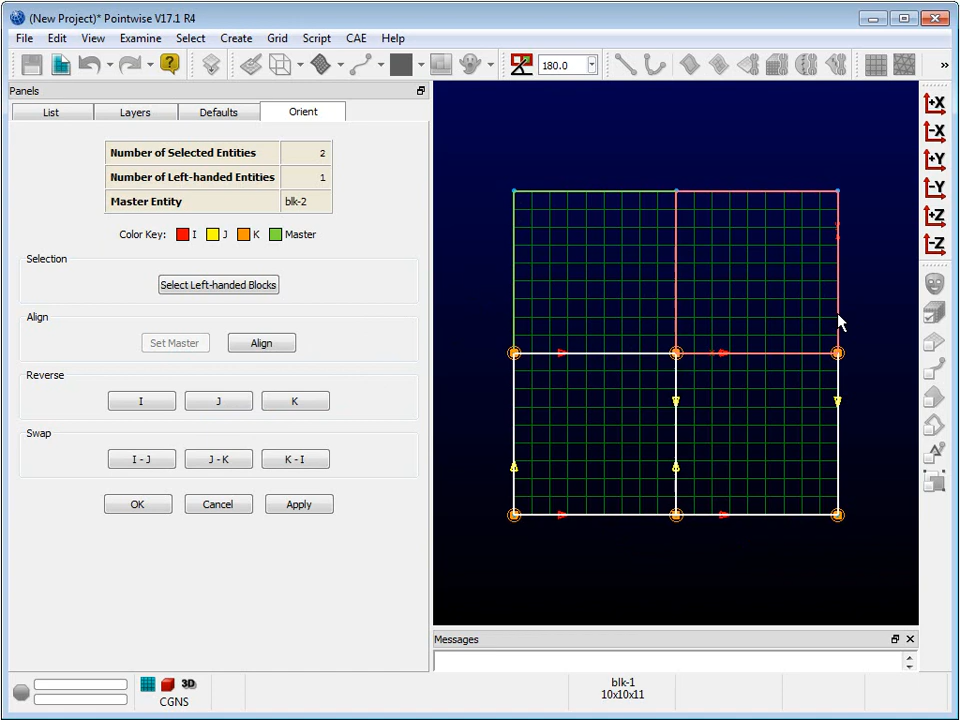 (New Project)* Pointwise V17.1 R4
File Edit View Examine Select Create Grid Script CAE Help
180.0 »
Panels
List Layers Defaults Orient
Number of Selected Entities 2
Number of Left-handed Entities 1
Master Entity blk-2
Color Key: I J K Master
Selection
Select Left-handed Blocks
Align
Set Master Align
Reverse
I J K
Swap
I - J J - K K - I
OK Cancel Apply
+X
-X
+Y
-Y
+Z
-Z
Messages
3D
CGNS
blk-1
10x10x11